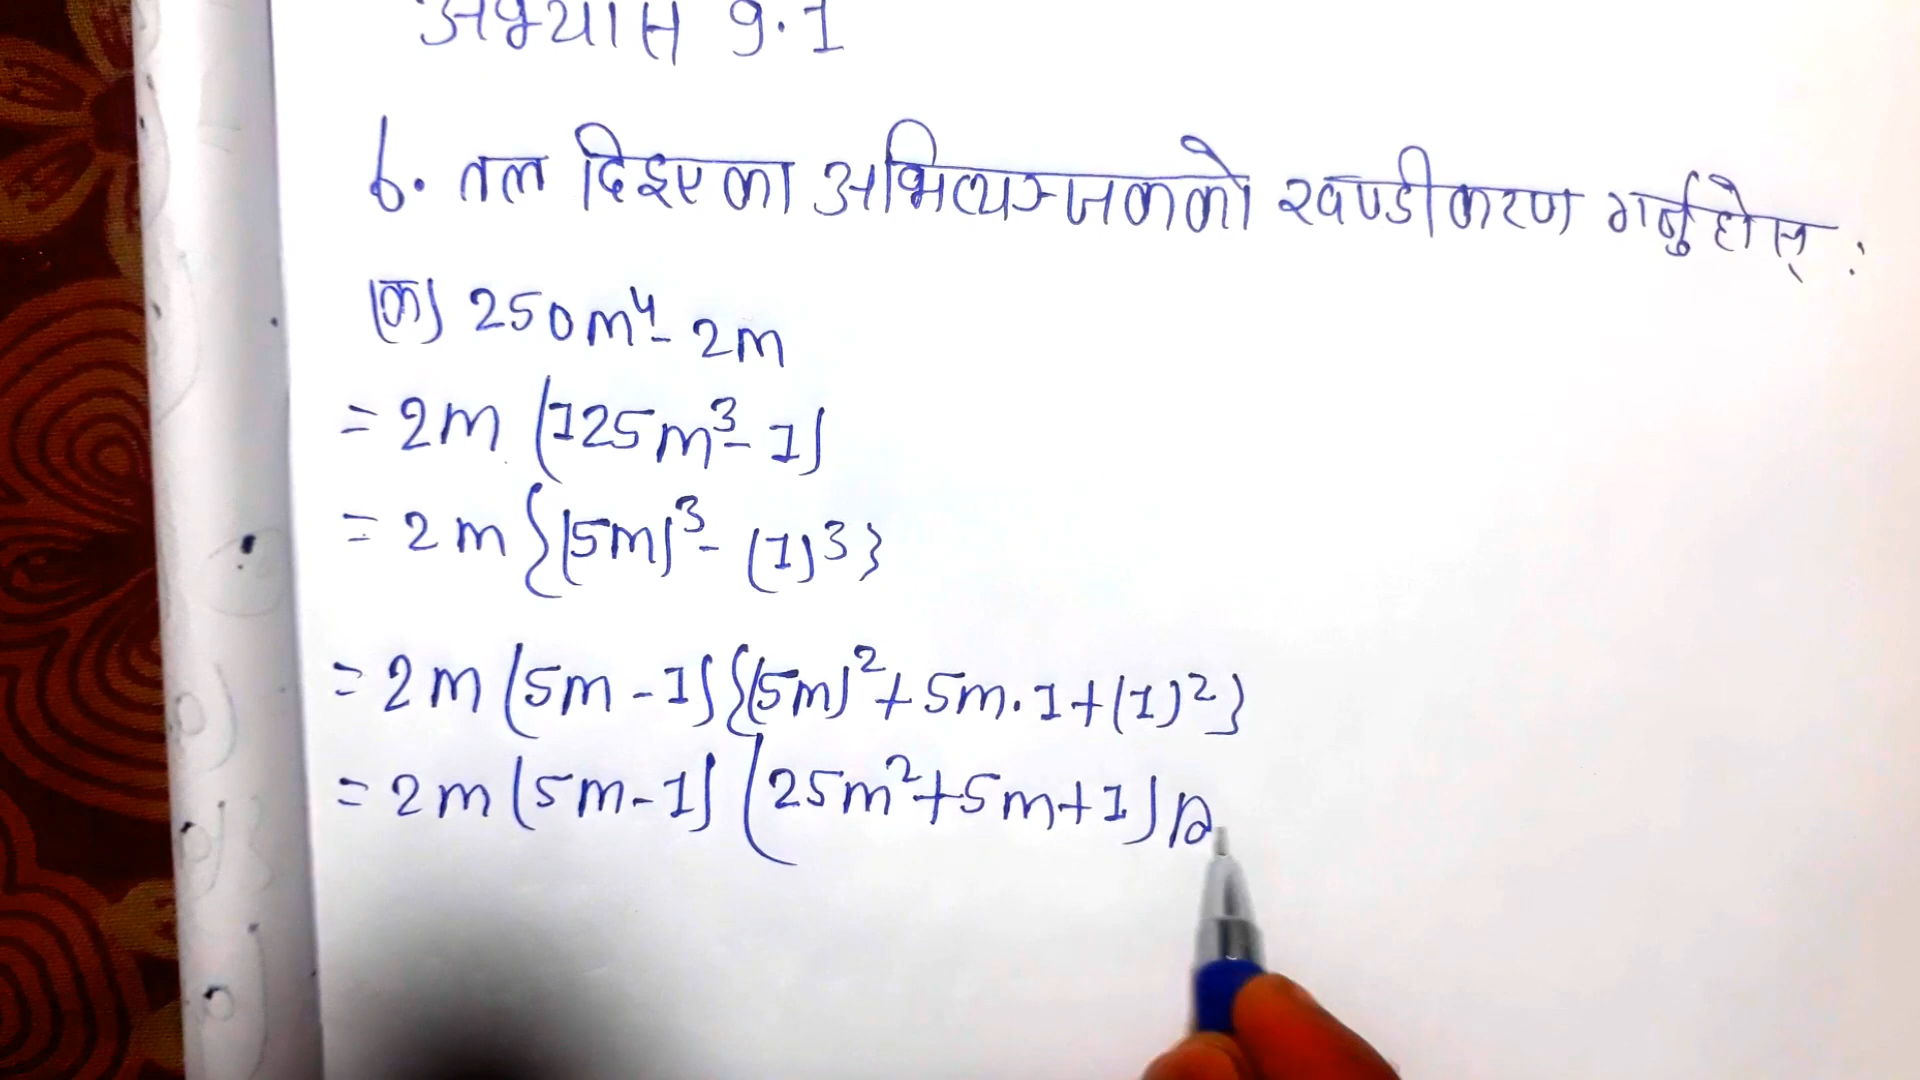 अभ्यास 9.1
6. तल दिइएका अभिव्यञ्जकको खण्डीकरण गर्नुहोस् :
(क) 250m⁴ - 2m
= 2m (125m³ - 1)
= 2m {(5m)³ - (1)³}
= 2m (5m - 1) {(5m)² + 5m . 1 + (1)²}
= 2m (5m - 1) (25m² + 5m + 1)